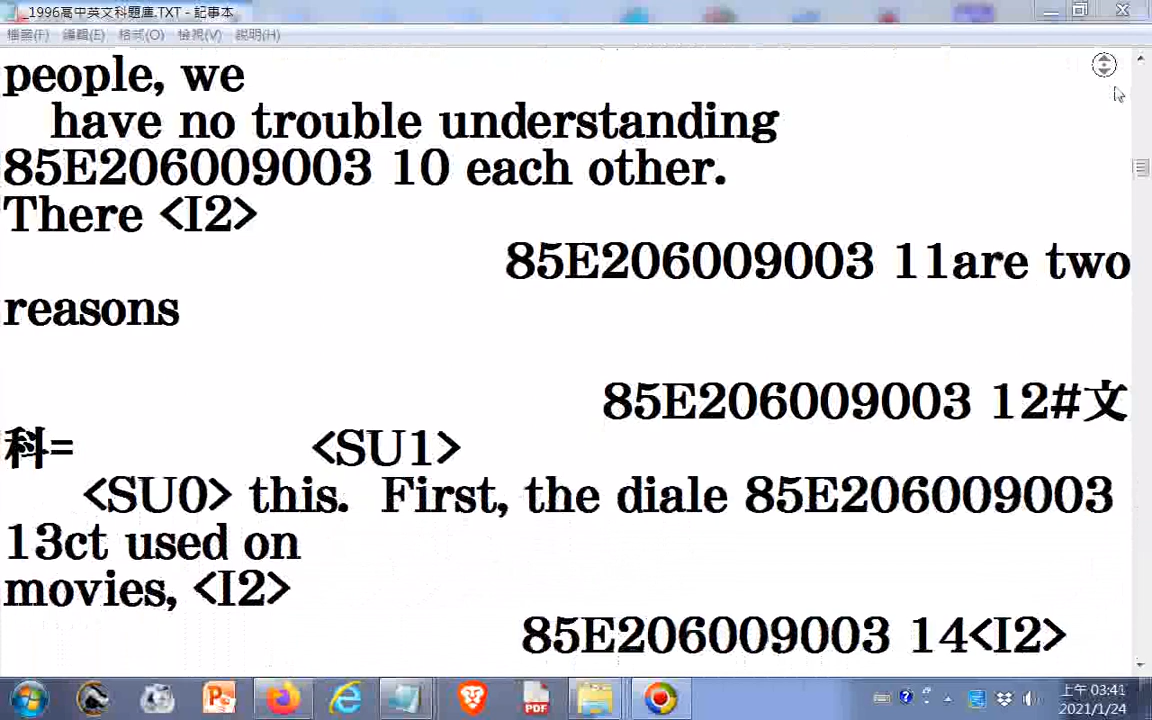 _1996高中英文科題庫.TXT - 記事本
檔案(F) 編輯(E) 格式(O) 檢視(V) 說明(H)
people, we
have no trouble understanding
85E206009003 10 each other.
There <I2>
85E206009003 11are two
reasons
85E206009003 12#文
科= <SU1>
<SU0> this. First, the diale 85E206009003
13ct used on
movies, <I2>
85E206009003 14<I2>
PDF
上午 03:41
2021/1/24